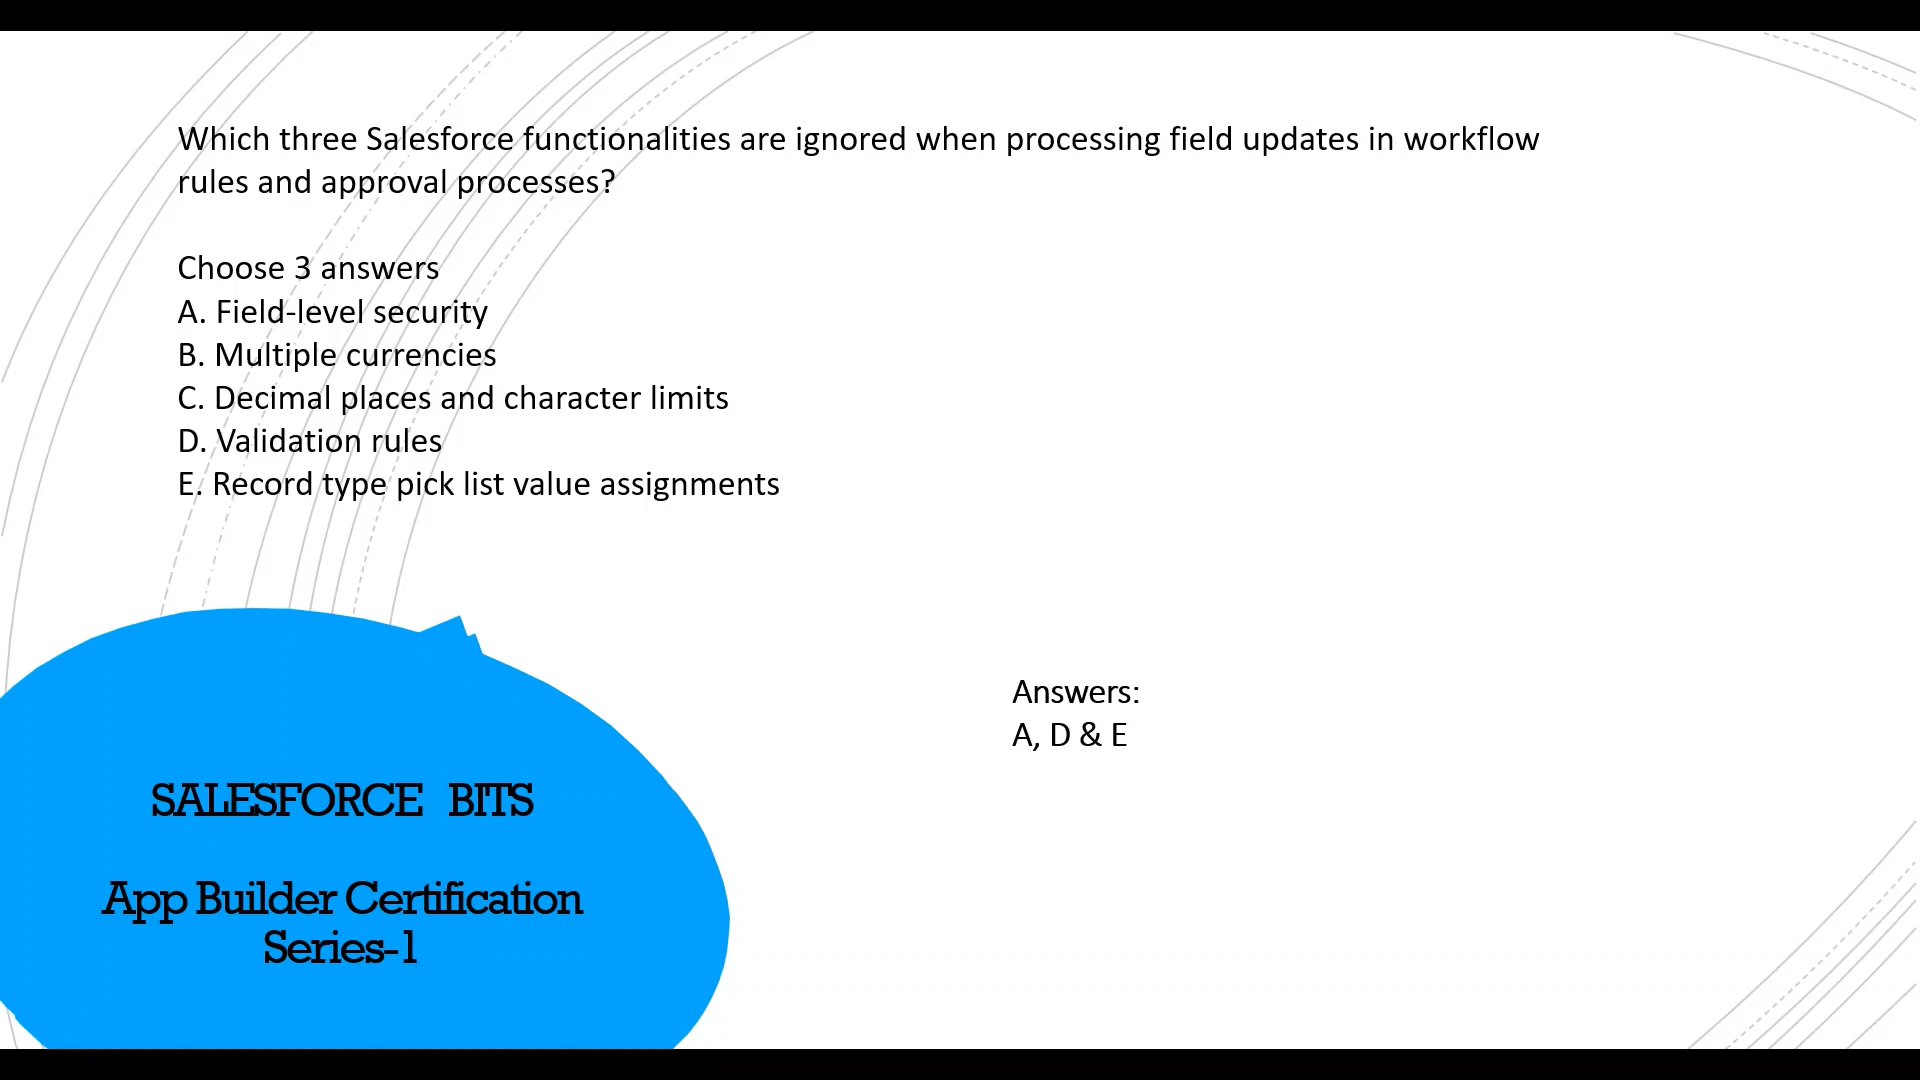 Which three Salesforce functionalities are ignored when processing field updates in workflow
rules and approval processes?
Choose 3 answers
A. Field-level security
B. Multiple currencies
C. Decimal places and character limits
D. Validation rules
E. Record type pick list value assignments
Answers:
A, D & E
SALESFORCE BITS
App Builder Certification
Series-1